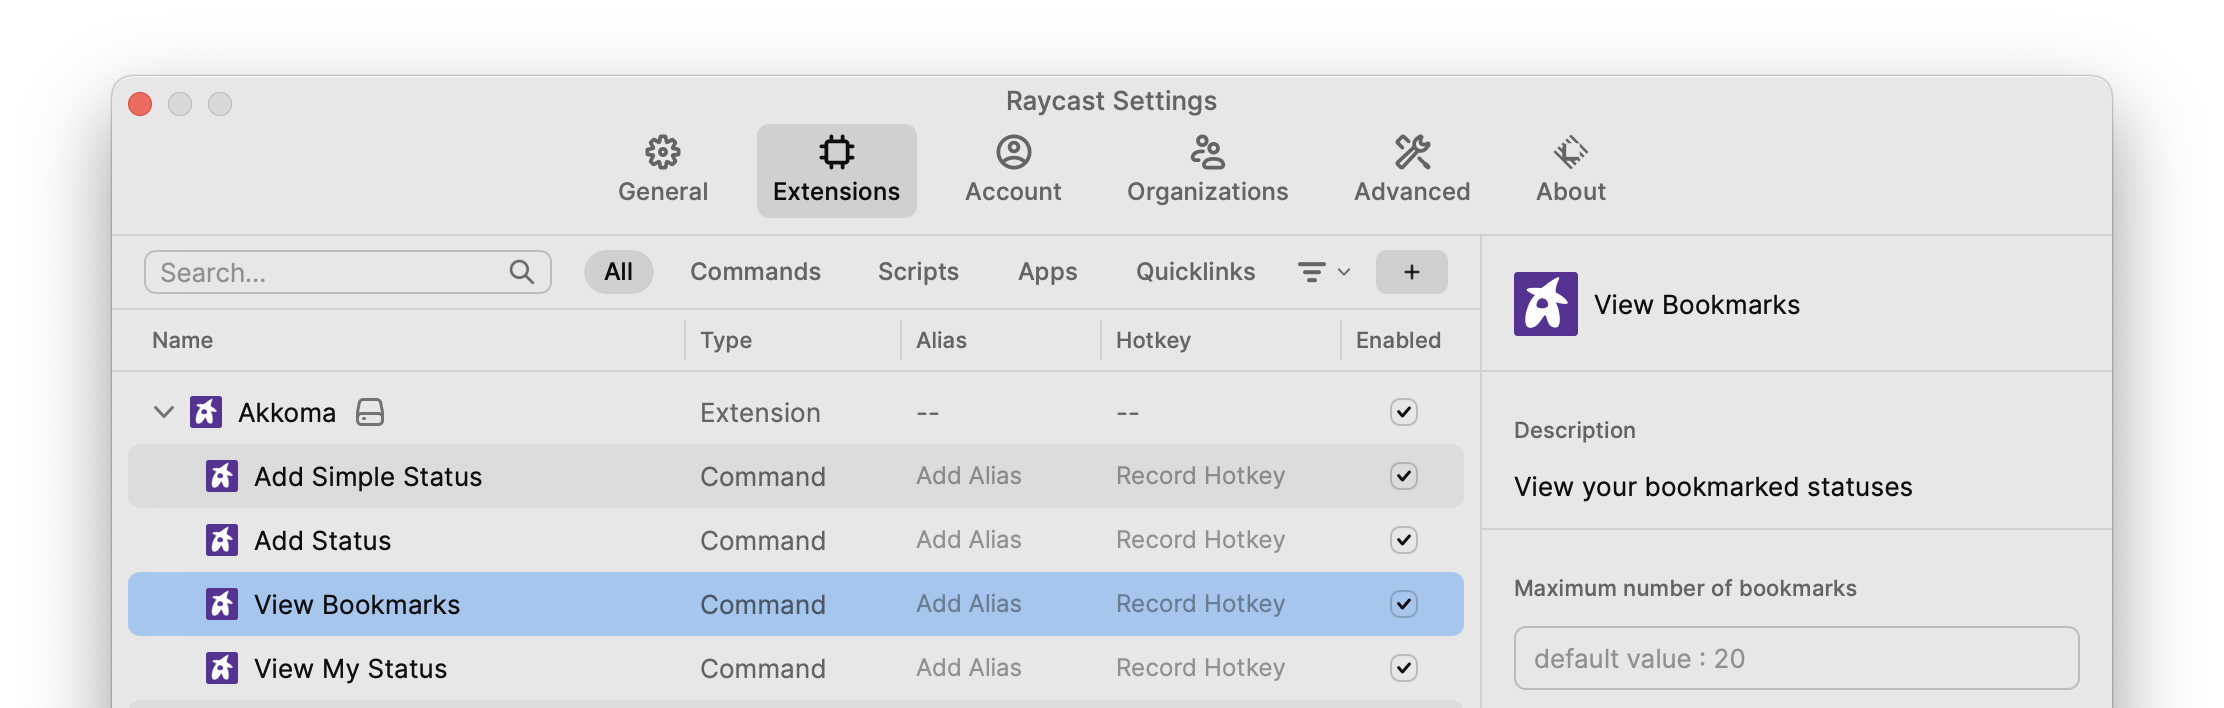 Raycast Settings
General Extensions Account Organizations Advanced About
Search... All Commands Scripts Apps Quicklinks +
Name Type Alias Hotkey Enabled
Akkoma Extension -- --
Add Simple Status Command Add Alias Record Hotkey
Add Status Command Add Alias Record Hotkey
View Bookmarks Command Add Alias Record Hotkey
View My Status Command Add Alias Record Hotkey
View Bookmarks
Description
View your bookmarked statuses
Maximum number of bookmarks
default value : 20